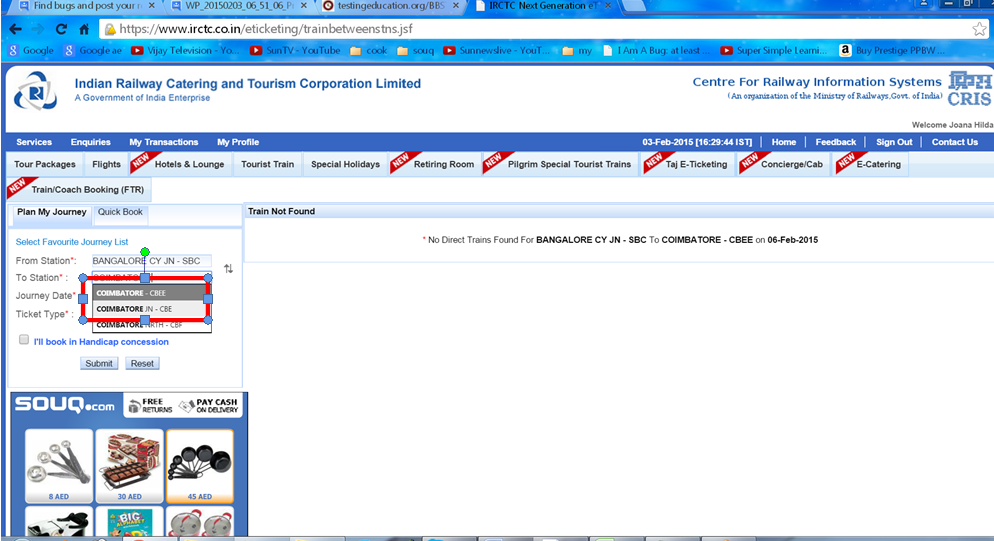 Find bugs and post your r
WP_20150203_06_51_06_P
testingeducation.org/BBS
IRCTC Next Generation eT
https://www.irctc.co.in/eticketing/trainbetweenstns.jsf
Google
Google ae
Vijay Television - Yo...
SunTV - YouTube
cook
souq
Sunnewslive - YouT...
my
I Am A Bug: at least ...
Super Simple Learni...
Buy Prestige PPBW...
IRI
Indian Railway Catering and Tourism Corporation Limited
A Government of India Enterprise
Centre For Railway Information Systems
(An organization of the Ministry of Railways,Govt. of India)
CRIS
Welcome Joana Hilda
Services Enquiries My Transactions My Profile
03-Feb-2015 [16:29:44 IST] Home Feedback Sign Out Contact Us
Tour Packages
Flights
NEW Hotels & Lounge
Tourist Train
Special Holidays
NEW Retiring Room
NEW Pilgrim Special Tourist Trains
NEW Taj E-Ticketing
NEW Concierge/Cab
NEW E-Catering
NEW Train/Coach Booking (FTR)
Plan My Journey
Quick Book
Select Favourite Journey List
From Station*: BANGALORE CY JN - SBC
To Station* :
COIMBATORE - CBEE
Journey Date*
COIMBATORE JN - CBE
Ticket Type* :
COIMBATORE NRTH - CBF
I'll book in Handicap concession
Submit Reset
Train Not Found
* No Direct Trains Found For BANGALORE CY JN - SBC To COIMBATORE - CBEE on 06-Feb-2015
SOUQ.com
FREE RETURNS
PAY CASH ON DELIVERY
8 AED
30 AED
45 AED
BIG